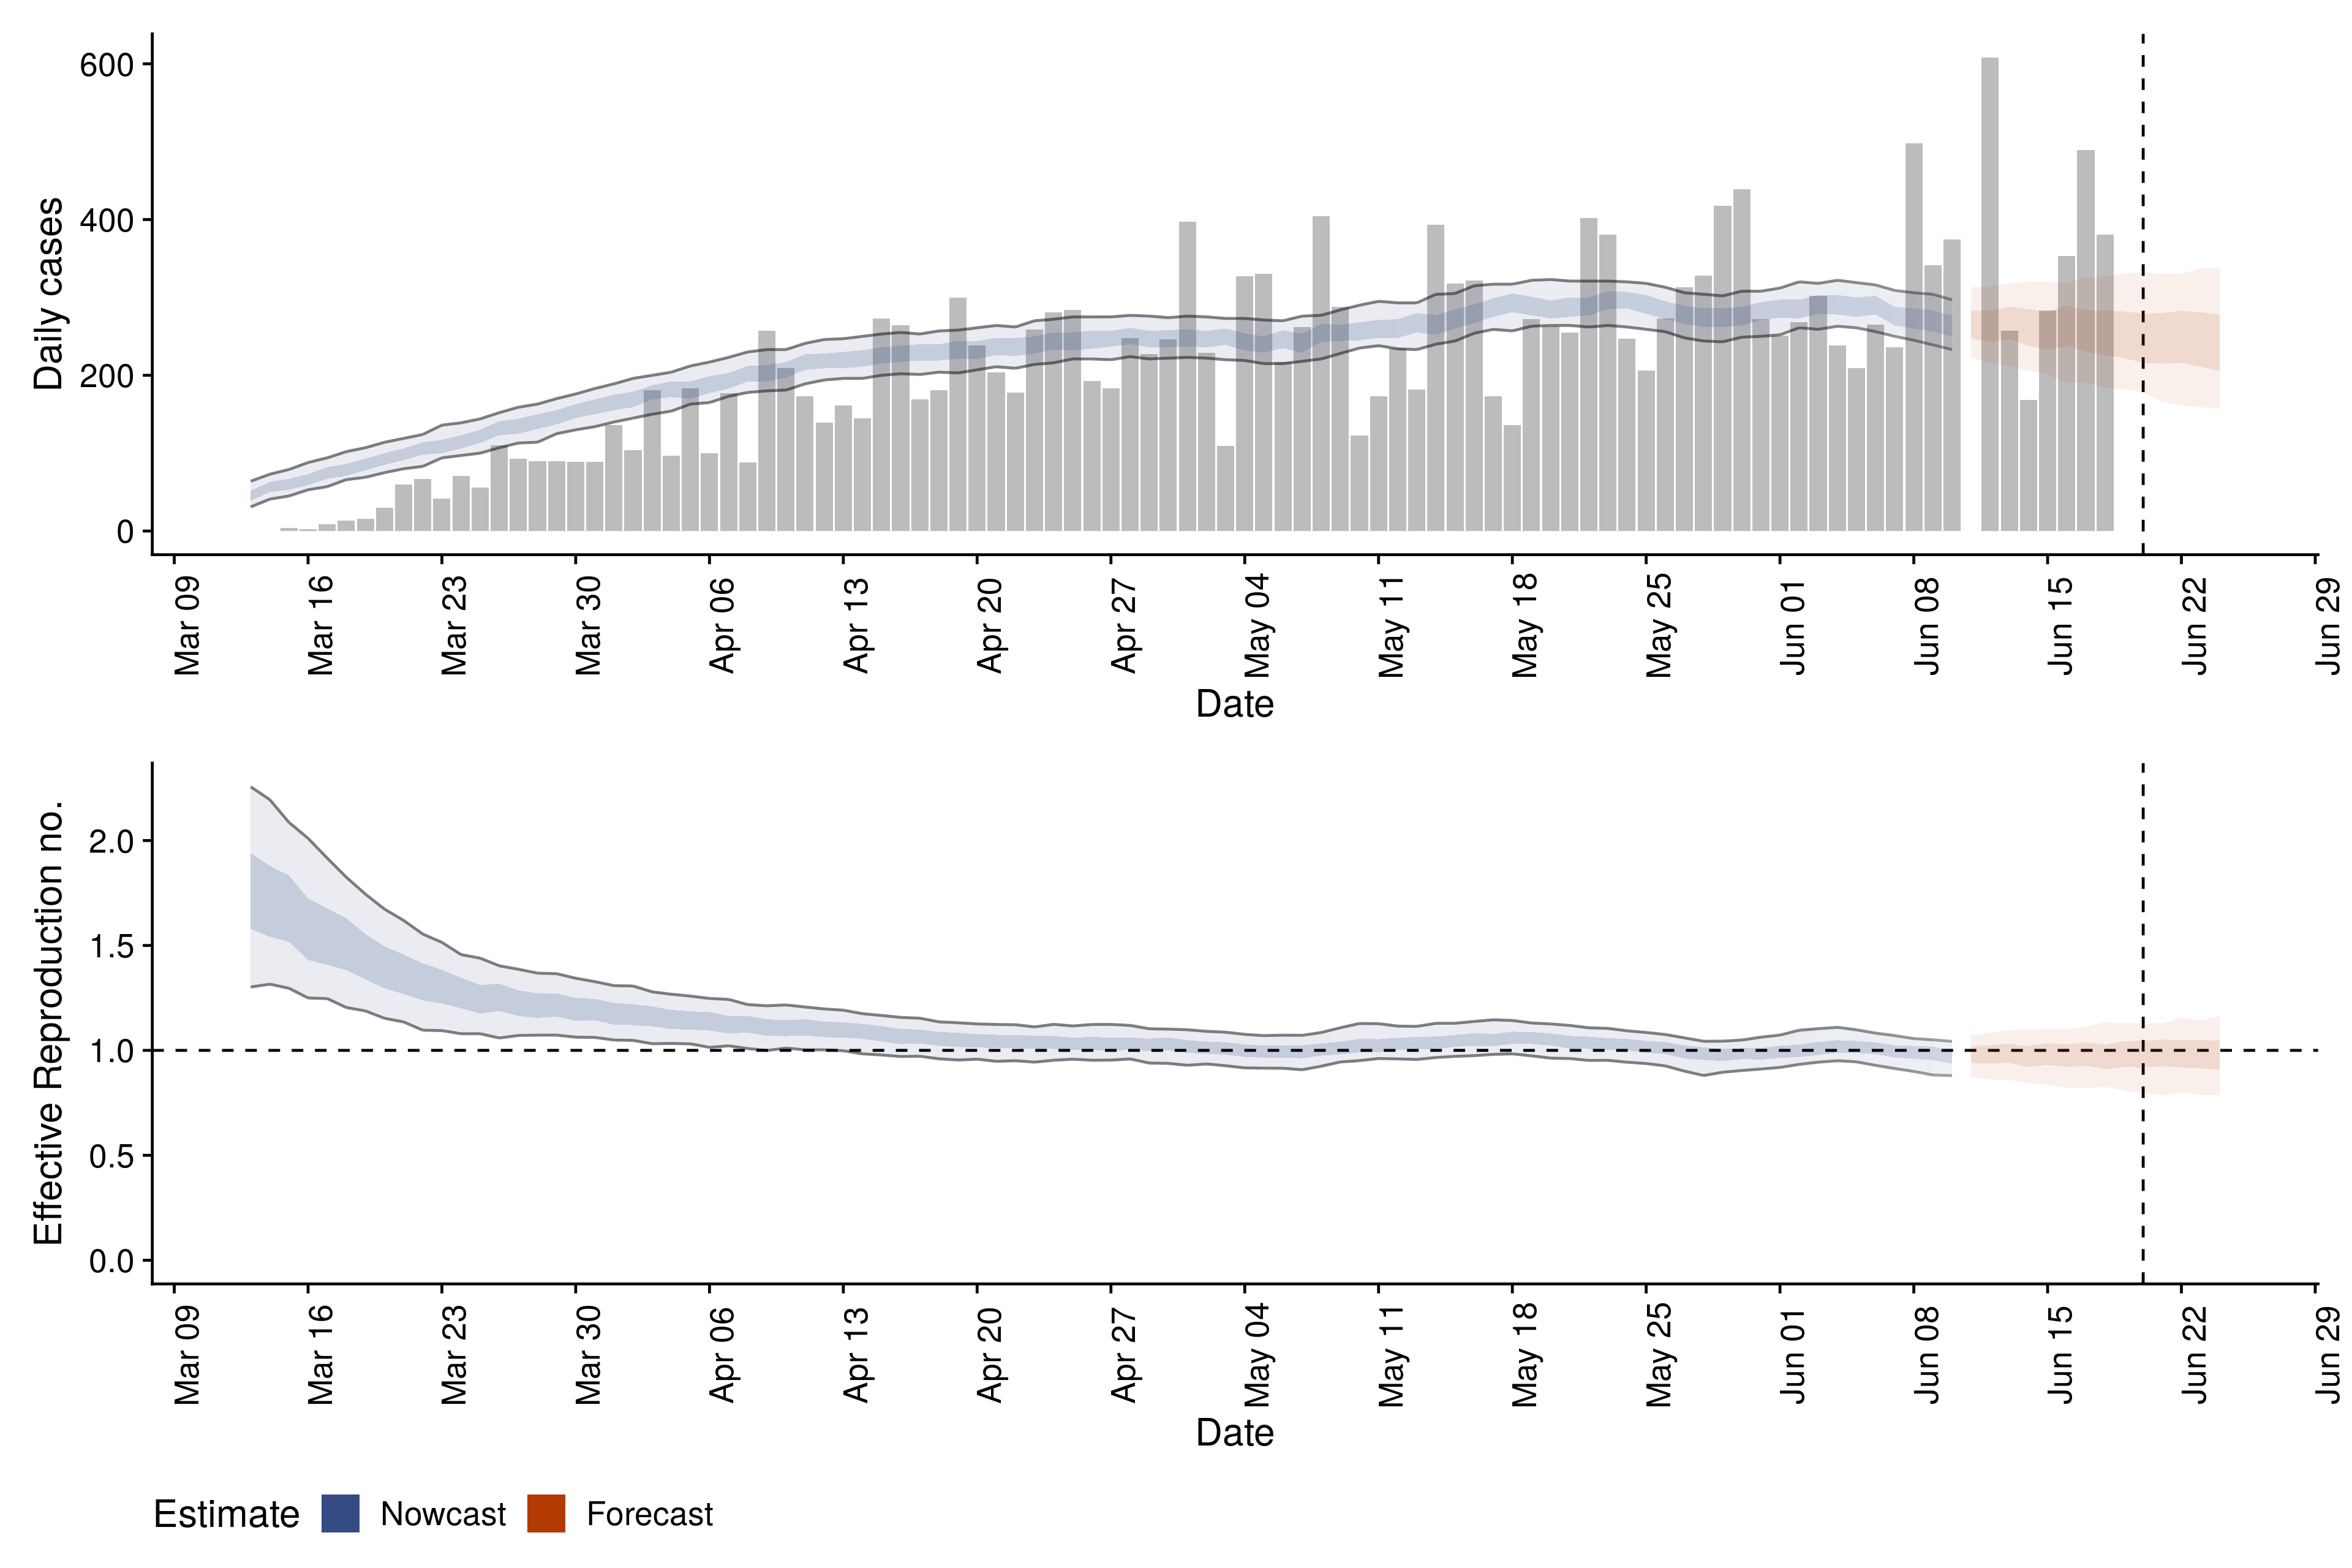 Daily cases
600
400
200
0
Mar 09
Mar 16
Mar 23
Mar 30
Apr 06
Apr 13
Apr 20
Apr 27
May 04
May 11
May 18
May 25
Jun 01
Jun 08
Jun 15
Jun 22
Jun 29
Date
Effective Reproduction no.
2.0
1.5
1.0
0.5
0.0
Mar 09
Mar 16
Mar 23
Mar 30
Apr 06
Apr 13
Apr 20
Apr 27
May 04
May 11
May 18
May 25
Jun 01
Jun 08
Jun 15
Jun 22
Jun 29
Date
Estimate Nowcast Forecast